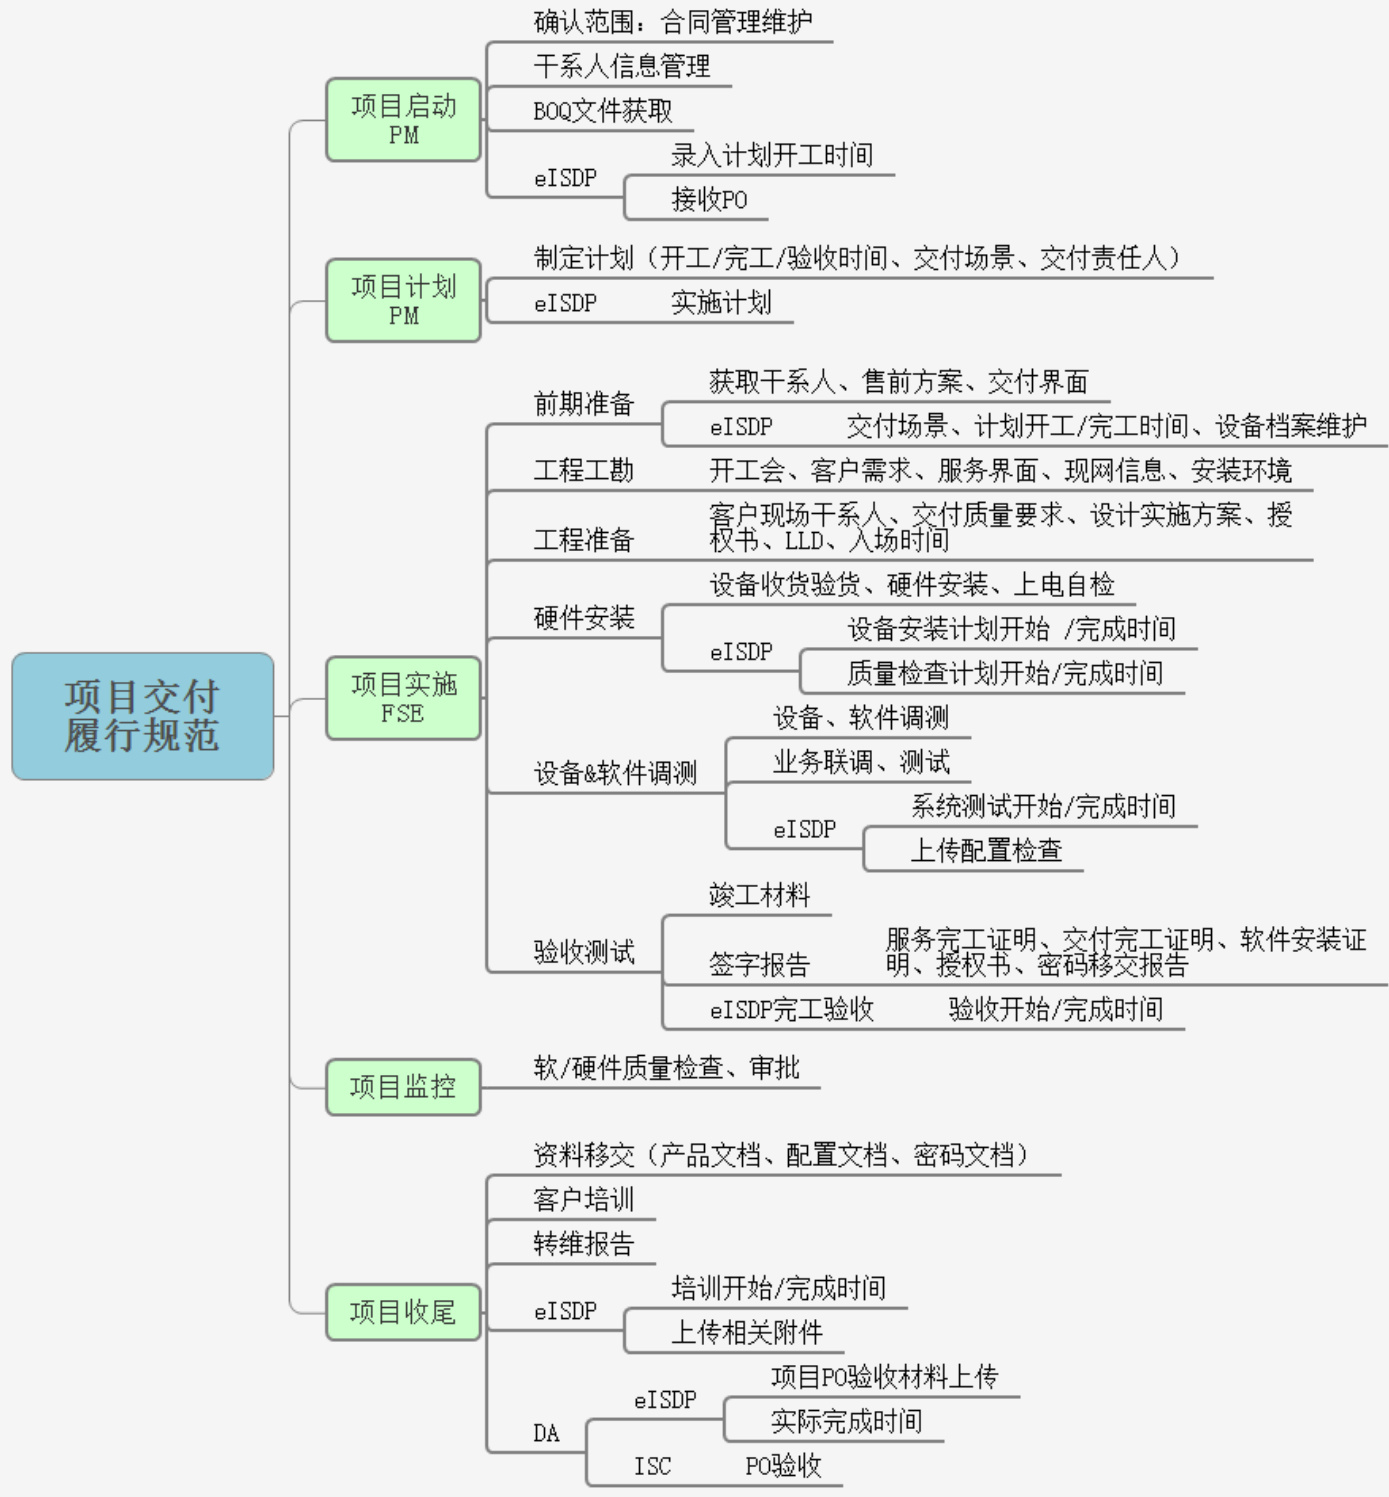 确认范围：合同管理维护
干系人信息管理
项目启动
PM
BOQ文件获取
录入计划开工时间
eISDP
接收PO
制定计划（开工/完工/验收时间、交付场景、交付责任人）
项目计划
PM
eISDP
实施计划
获取干系人、售前方案、交付界面
前期准备
eISDP
交付场景、计划开工/完工时间、设备档案维护
工程工勘
开工会、客户需求、服务界面、现网信息、安装环境
客户现场干系人、交付质量要求、设计实施方案、授
工程准备
权书、LLD、入场时间
设备收货验货、硬件安装、上电自检
硬件安装
设备安装计划开始 /完成时间
eISDP
质量检查计划开始/完成时间
项目交付
履行规范
项目实施
FSE
设备、软件调测
业务联调、测试
设备&软件调测
系统测试开始/完成时间
eISDP
上传配置检查
竣工材料
验收测试
服务完工证明、交付完工证明、软件安装证
签字报告
明、授权书、密码移交报告
eISDP完工验收
验收开始/完成时间
项目监控
软/硬件质量检查、审批
资料移交（产品文档、配置文档、密码文档）
客户培训
转维报告
项目收尾
培训开始/完成时间
eISDP
上传相关附件
项目PO验收材料上传
eISDP
实际完成时间
DA
ISC
PO验收